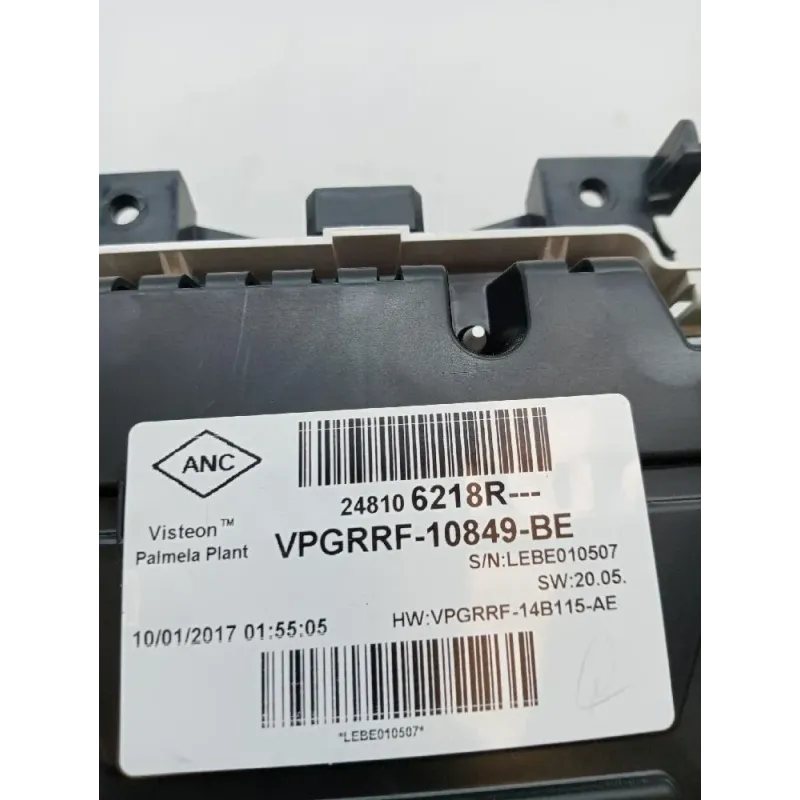 ANC
Visteon™
Palmela Plant
24810 6218R---
VPGRRF-10849-BE
S/N:LEBE010507
SW:20.05.
HW:VPGRRF-14B115-AE
10/01/2017 01:55:05
*LEBE010507*